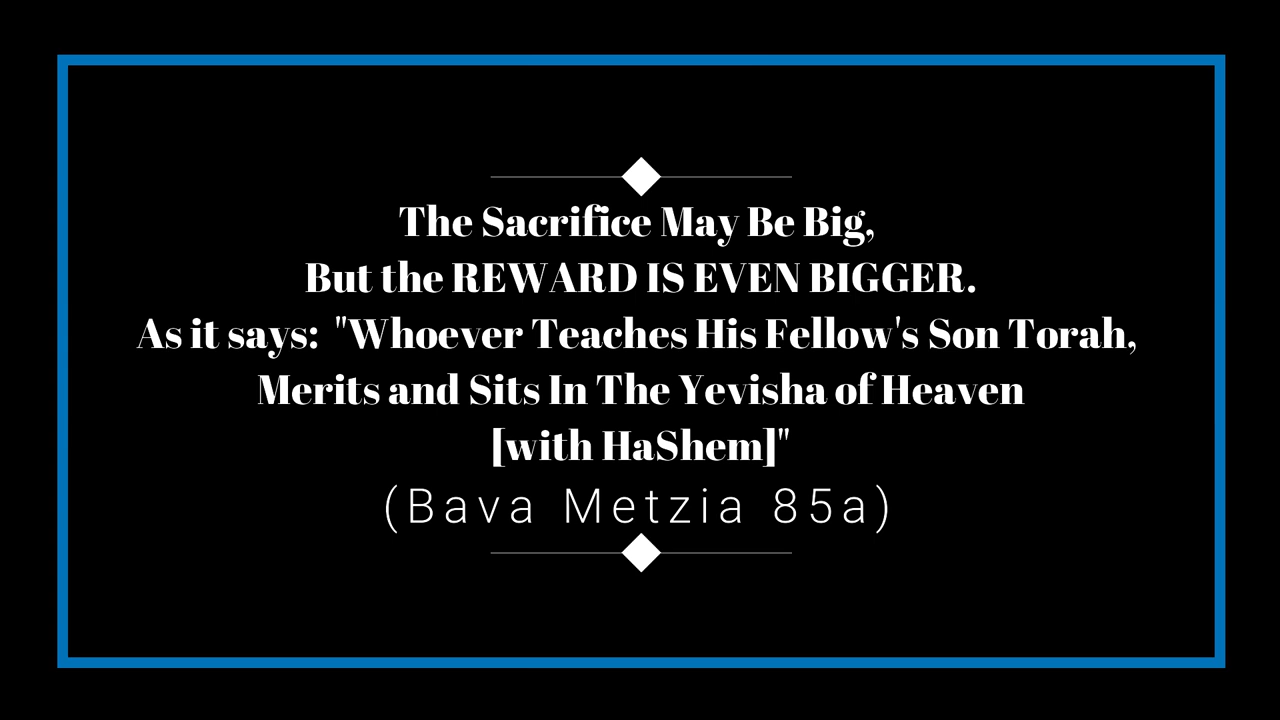 The Sacrifice May Be Big,
But the REWARD IS EVEN BIGGER.
As it says: "Whoever Teaches His Fellow's Son Torah,
Merits and Sits In The Yevisha of Heaven
[with HaShem]"
(Bava Metzia 85a)